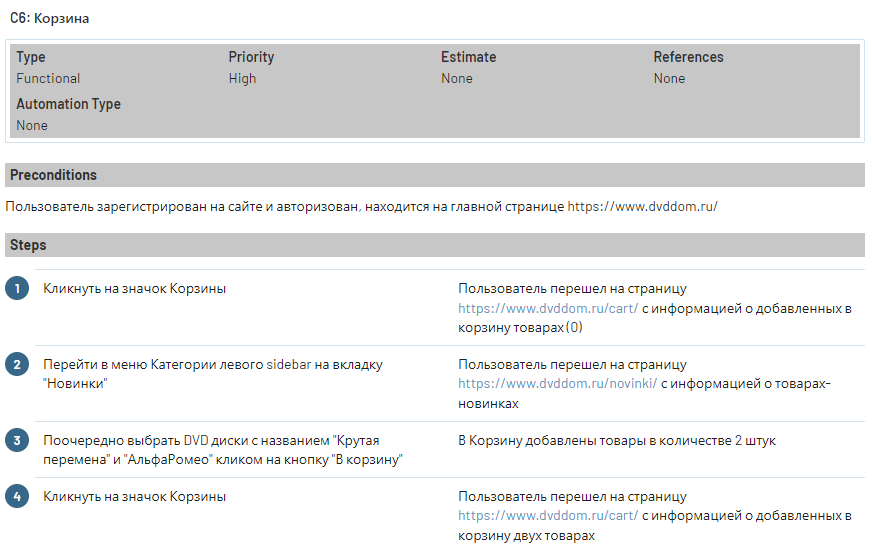 C6: Корзина
Type
Priority
Estimate
References
Functional
High
None
None
Automation Type
None
Preconditions
Пользователь зарегистрирован на сайте и авторизован, находится на главной странице https://www.dvddom.ru/
Steps
1
Кликнуть на значок Корзины
Пользователь перешел на страницу
https://www.dvddom.ru/cart/ с информацией о добавленных в
корзину товарах (0)
2
Перейти в меню Категории левого sidebar на вкладку
"Новинки"
Пользователь перешел на страницу
https://www.dvddom.ru/novinki/ с информацией о товарах-
новинках
3
Поочередно выбрать DVD диски с названием "Крутая
перемена" и "АльфаРомео" кликом на кнопку "В корзину"
В Корзину добавлены товары в количестве 2 штук
4
Кликнуть на значок Корзины
Пользователь перешел на страницу
https://www.dvddom.ru/cart/ с информацией о добавленных в
корзину двух товарах